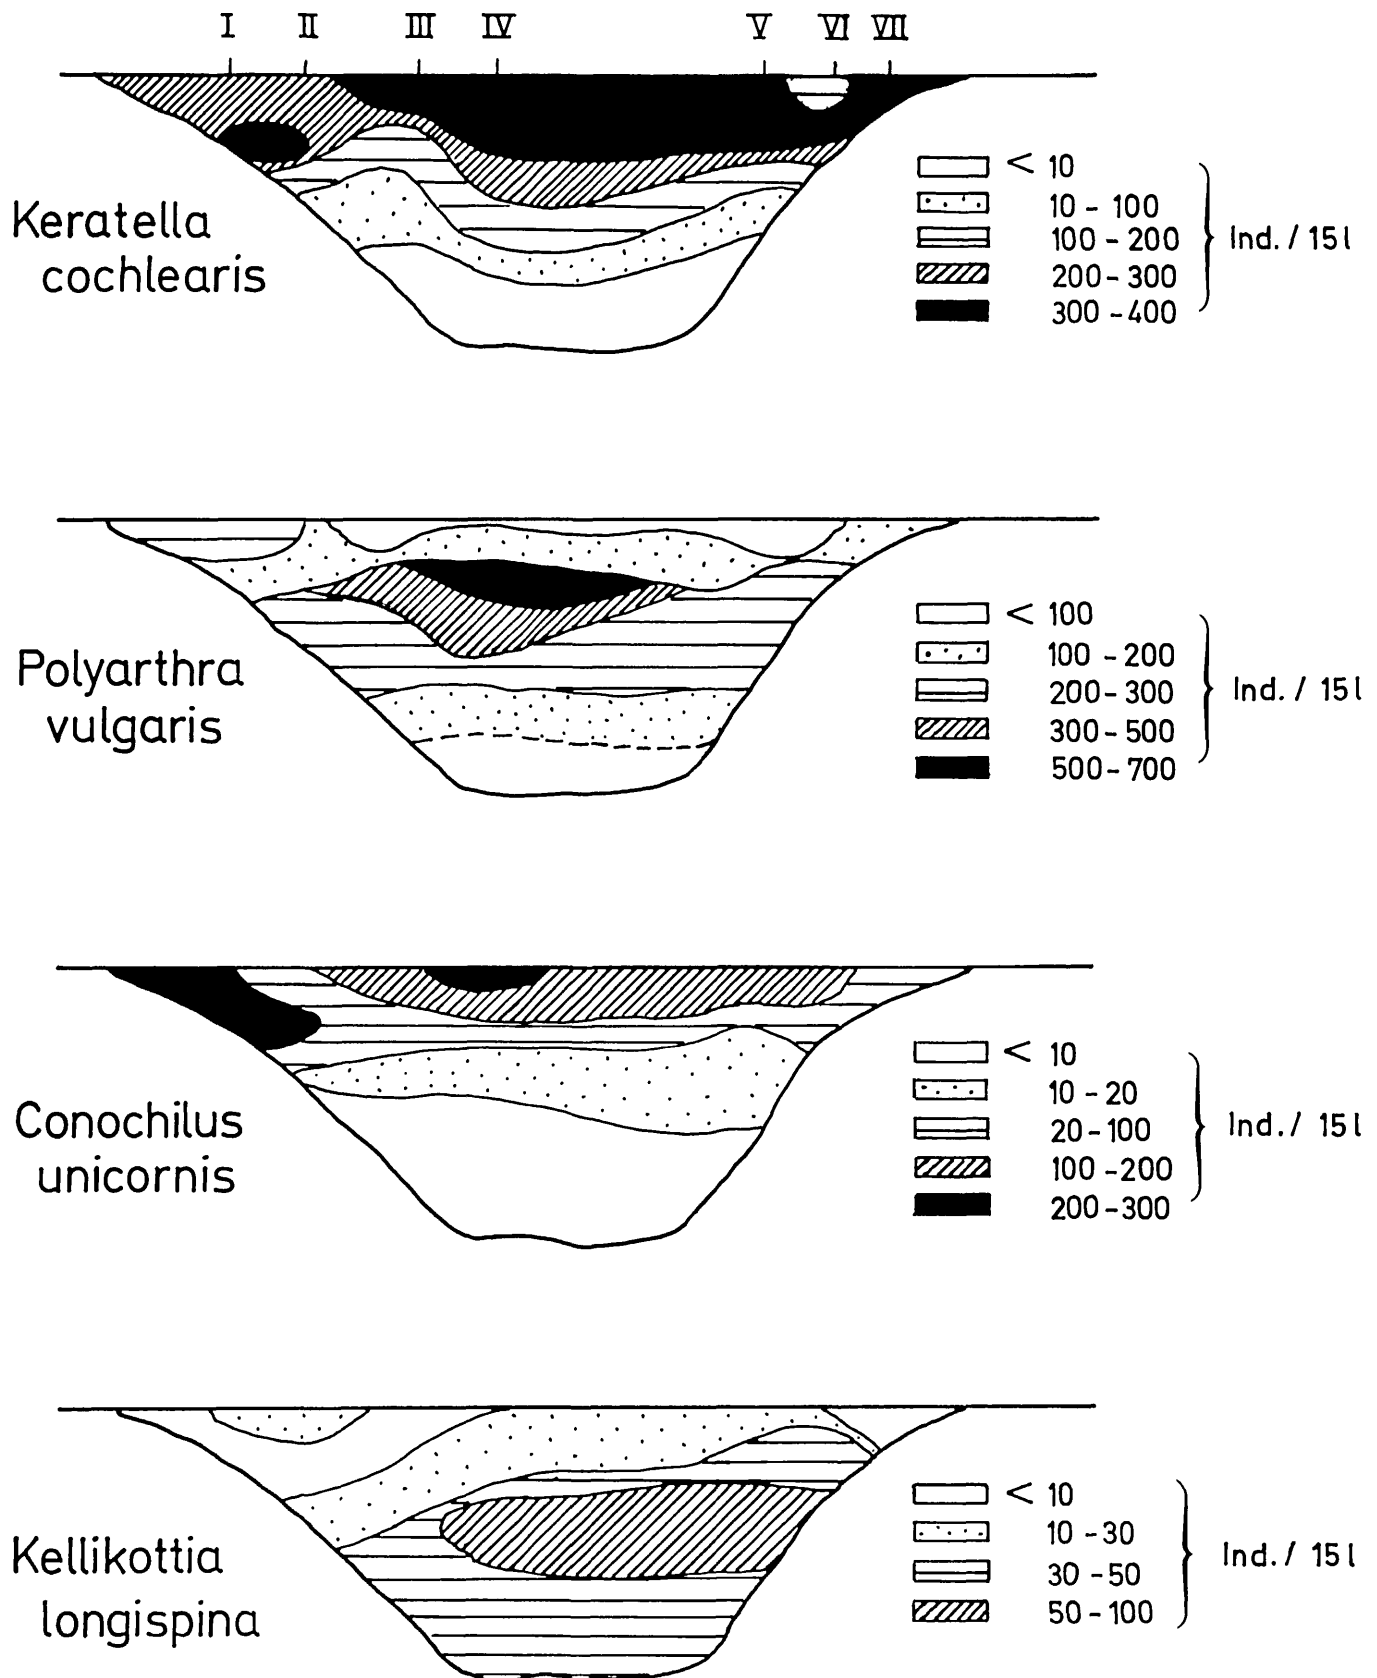 I II III IV V VI VII
Keratella
cochlearis
< 10
10 - 100
100 - 200
200 - 300
300 - 400
Ind. / 15 l
Polyarthra
vulgaris
< 100
100 - 200
200 - 300
300 - 500
500 - 700
Ind. / 15 l
Conochilus
unicornis
< 10
10 - 20
20 - 100
100 - 200
200 - 300
Ind. / 15 l
Kellikottia
longispina
< 10
10 - 30
30 - 50
50 - 100
Ind. / 15 l